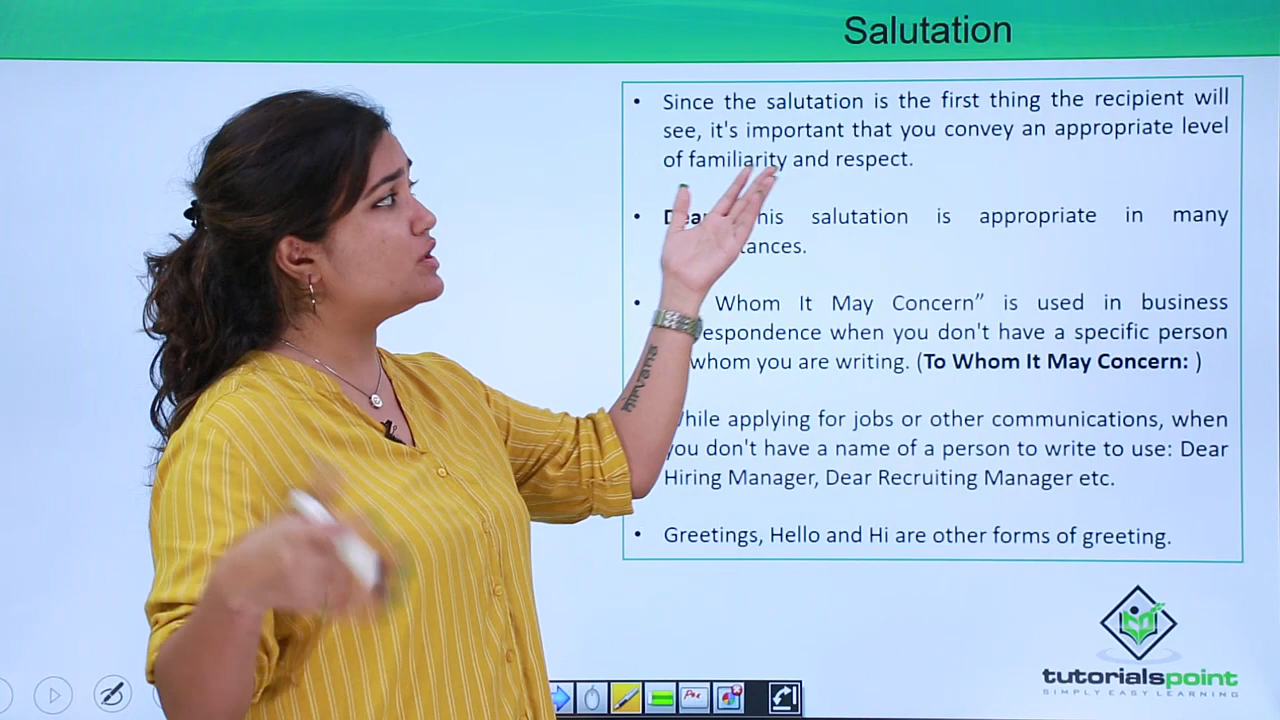 Salutation
• Since the salutation is the first thing the recipient will
see, it's important that you convey an appropriate level
of familiarity and respect.
• salutation is appropriate in many
• Whom It May Concern” is used in business
when you don't have a specific person
whom you are writing. (To Whom It May Concern: )
applying for jobs or other communications, when
you don't have a name of a person to write to use: Dear
Hiring Manager, Dear Recruiting Manager etc.
• Greetings, Hello and Hi are other forms of greeting.
nirvana
tutorialspoint
SIMPLY EASY LEARNING